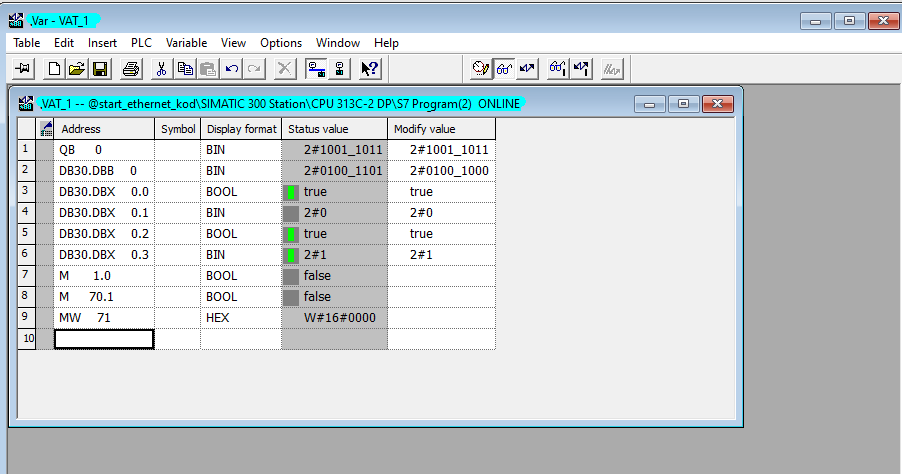 Var - VAT_1
Table Edit Insert PLC Variable View Options Window Help
VAT_1 -- @start_ethernet_kod\SIMATIC 300 Station\CPU 313C-2 DP\S7 Program(2) ONLINE
Address Symbol Display format Status value Modify value
1 QB 0 BIN 2#1001_1011 2#1001_1011
2 DB30.DBB 0 BIN 2#0100_1101 2#0100_1000
3 DB30.DBX 0.0 BOOL true true
4 DB30.DBX 0.1 BIN 2#0 2#0
5 DB30.DBX 0.2 BOOL true true
6 DB30.DBX 0.3 BIN 2#1 2#1
7 M 1.0 BOOL false
8 M 70.1 BOOL false
9 MW 71 HEX W#16#0000
10